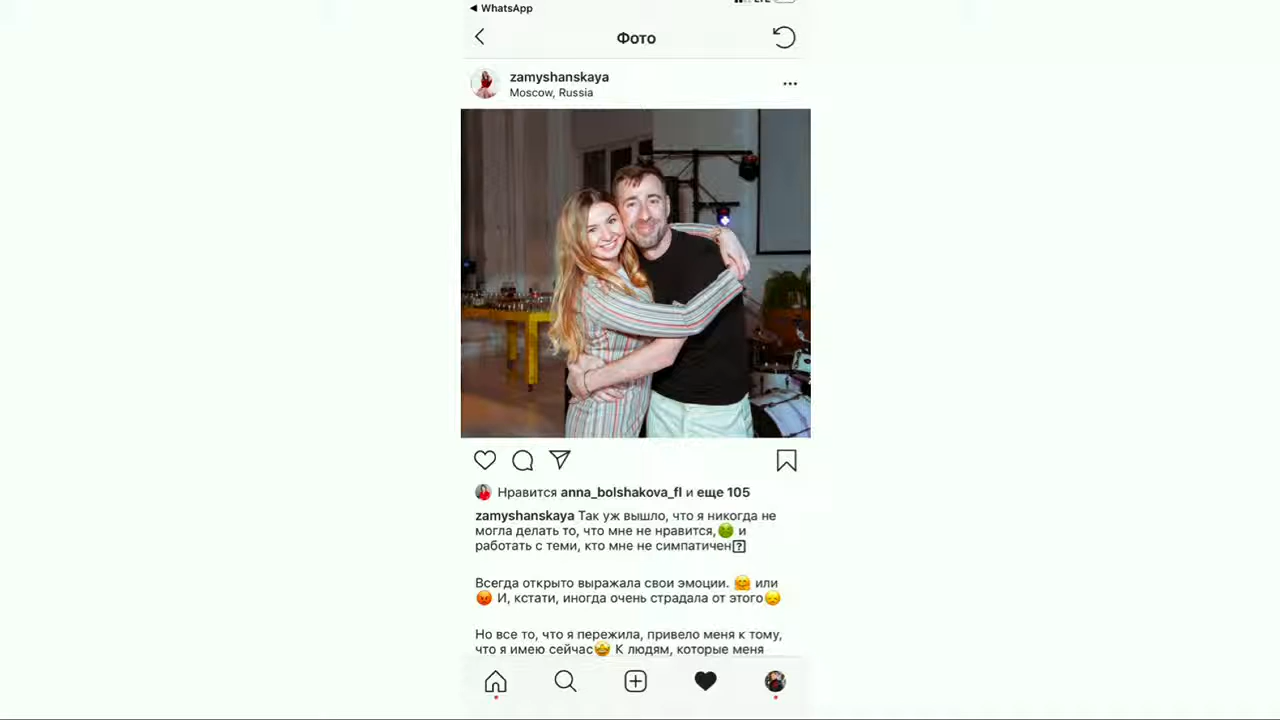 WhatsApp
Фото
zamyshanskaya
Moscow, Russia
Нравится anna_bolshakova_fl и еще 105
zamyshanskaya Так уж вышло, что я никогда не
могла делать то, что мне не нравится,🤢 и
работать с теми, кто мне не симпатичен
Всегда открыто выражала свои эмоции. 🤗 или
😡 И, кстати, иногда очень страдала от этого😞
Но все то, что я пережила, привело меня к тому,
что я имею сейчас🤩 К людям, которые меня